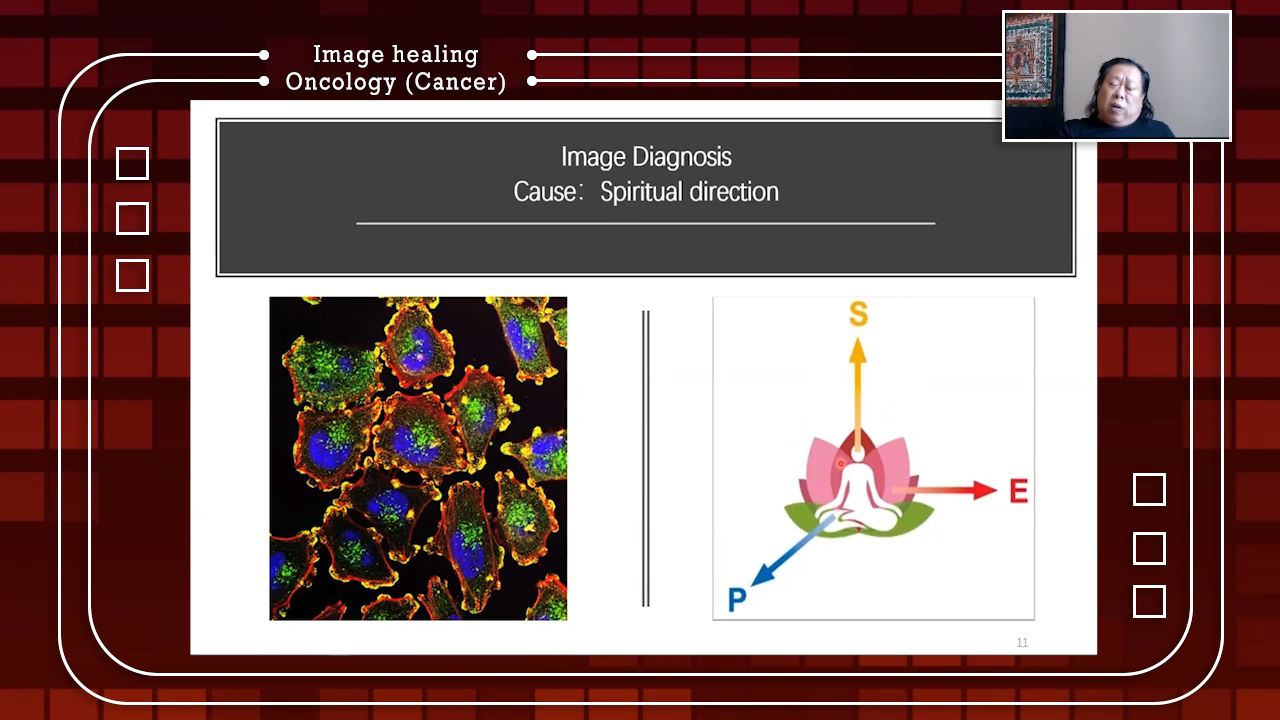 Image healing
Oncology (Cancer)
Image Diagnosis
Cause： Spiritual direction
S
E
P
11